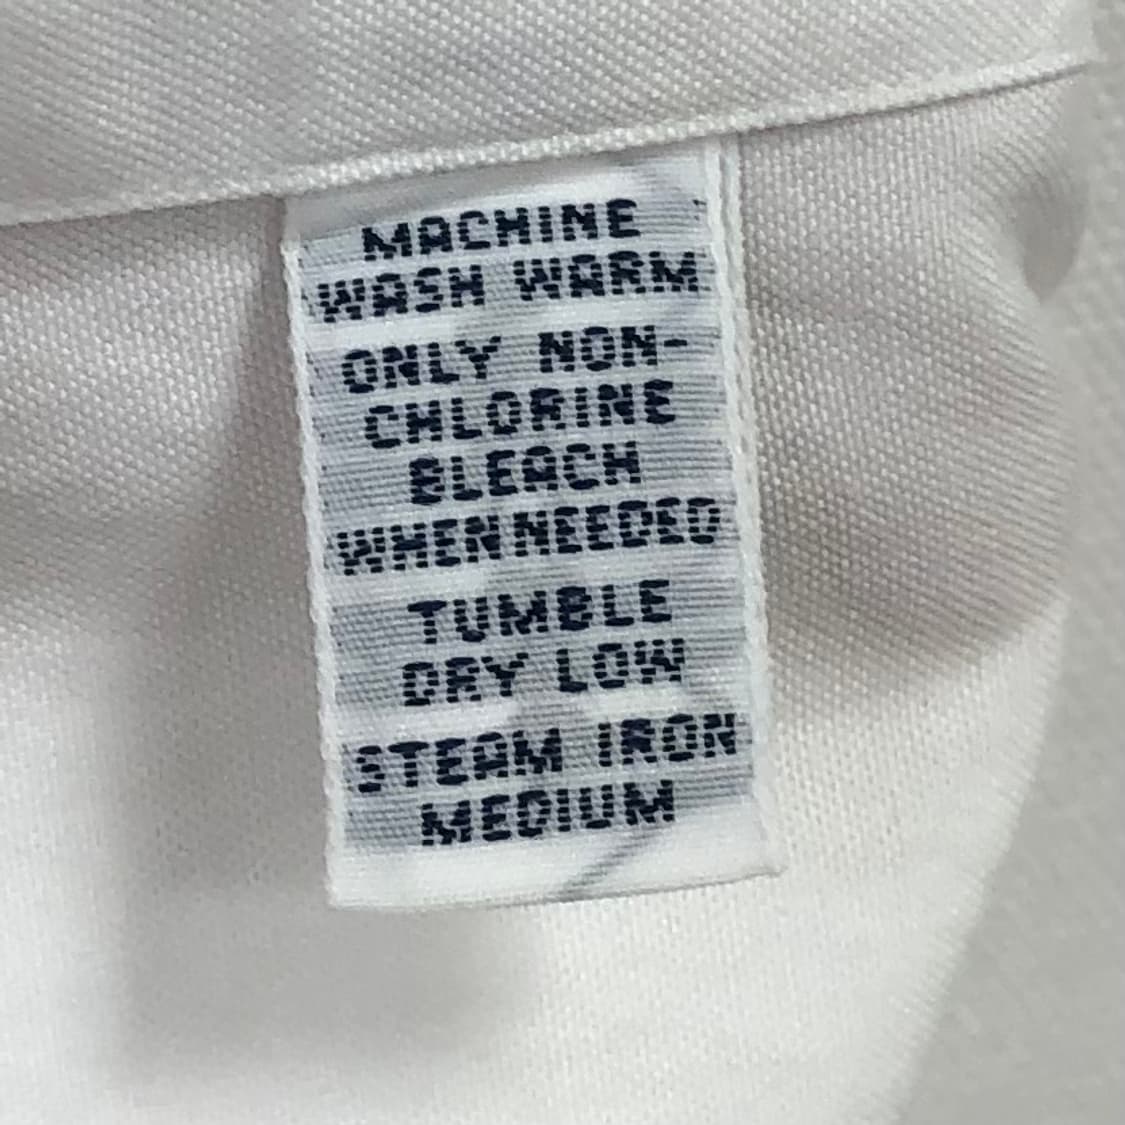 MACHINE
WASH WARM
ONLY NON-
CHLORINE
BLEACH
WHEN NEEDED
TUMBLE
DRY LOW
STEAM IRON
MEDIUM